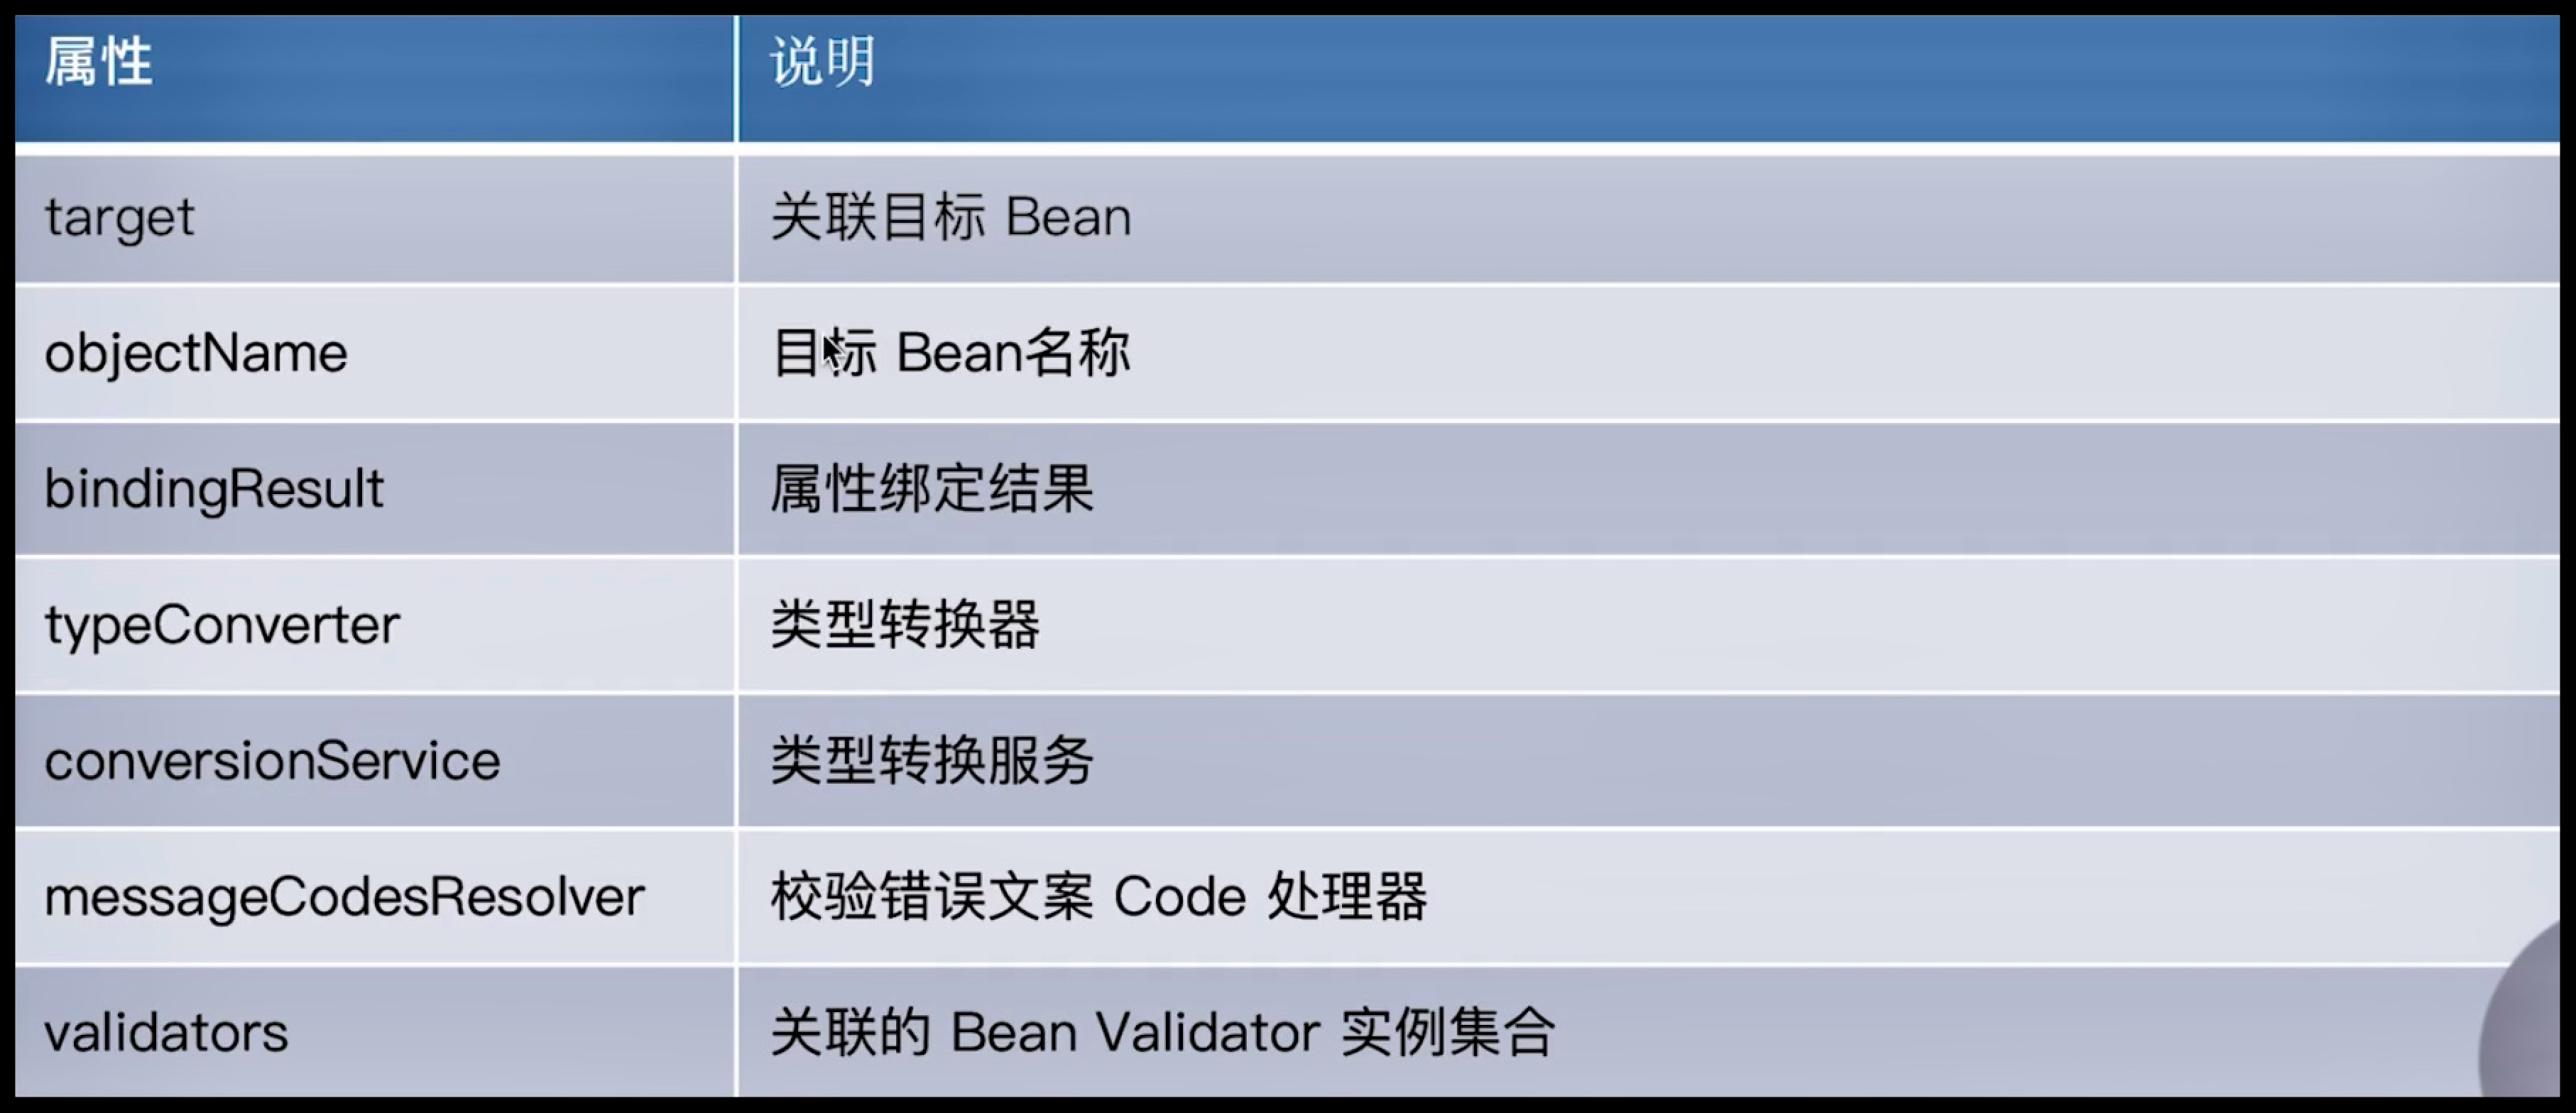 属性 说明
target 关联目标 Bean
objectName 目标 Bean名称
bindingResult 属性绑定结果
typeConverter 类型转换器
conversionService 类型转换服务
messageCodesResolver 校验错误文案 Code 处理器
validators 关联的 Bean Validator 实例集合